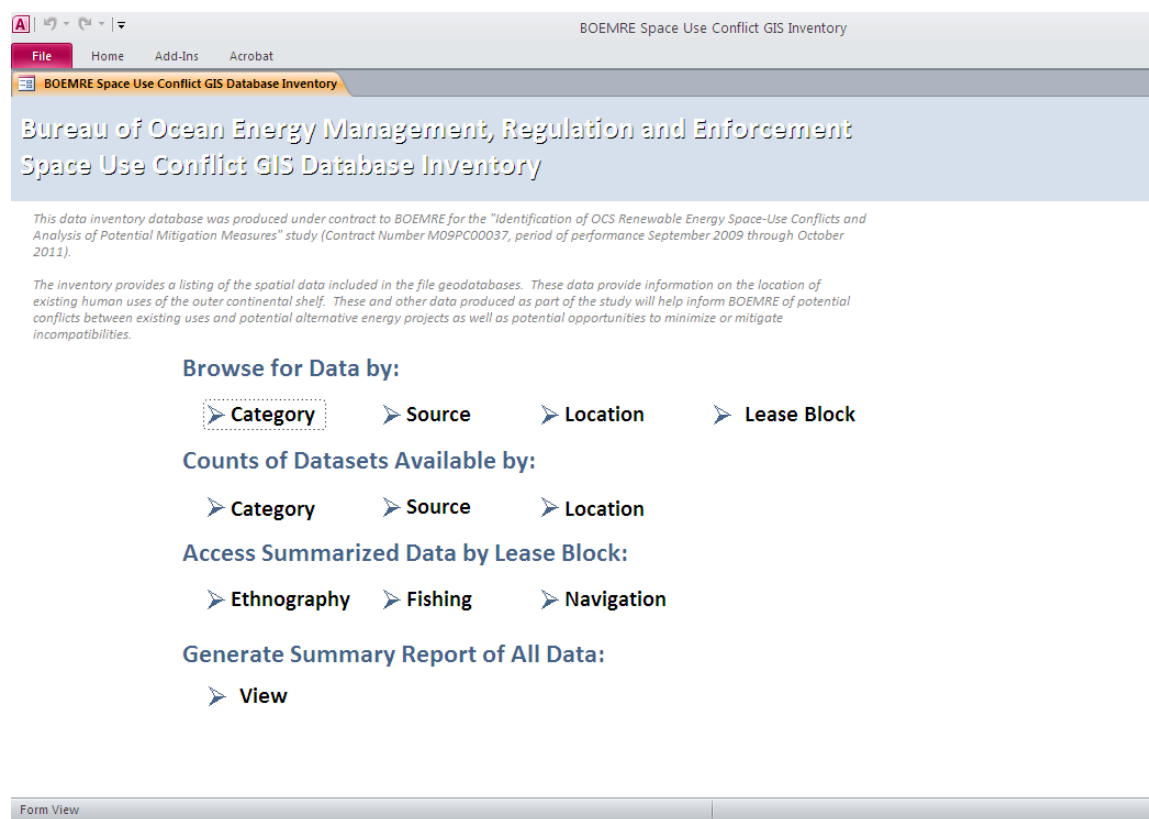 A
BOEMRE Space Use Conflict GIS Inventory
File Home Add-Ins Acrobat
BOEMRE Space Use Conflict GIS Database Inventory
Bureau of Ocean Energy Management, Regulation and Enforcement
Space Use Conflict GIS Database Inventory
This data inventory database was produced under contract to BOEMRE for the "Identification of OCS Renewable Energy Space-Use Conflicts and
Analysis of Potential Mitigation Measures" study (Contract Number M09PC00037, period of performance September 2009 through October
2011).
The inventory provides a listing of the spatial data included in the file geodatabases.  These data provide information on the location of
existing human uses of the outer continental shelf.  These and other data produced as part of the study will help inform BOEMRE of potential
conflicts between existing uses and potential alternative energy projects as well as potential opportunities to minimize or mitigate
incompatibilities.
Browse for Data by:
Category Source Location Lease Block
Counts of Datasets Available by:
Category Source Location
Access Summarized Data by Lease Block:
Ethnography Fishing Navigation
Generate Summary Report of All Data:
View
Form View